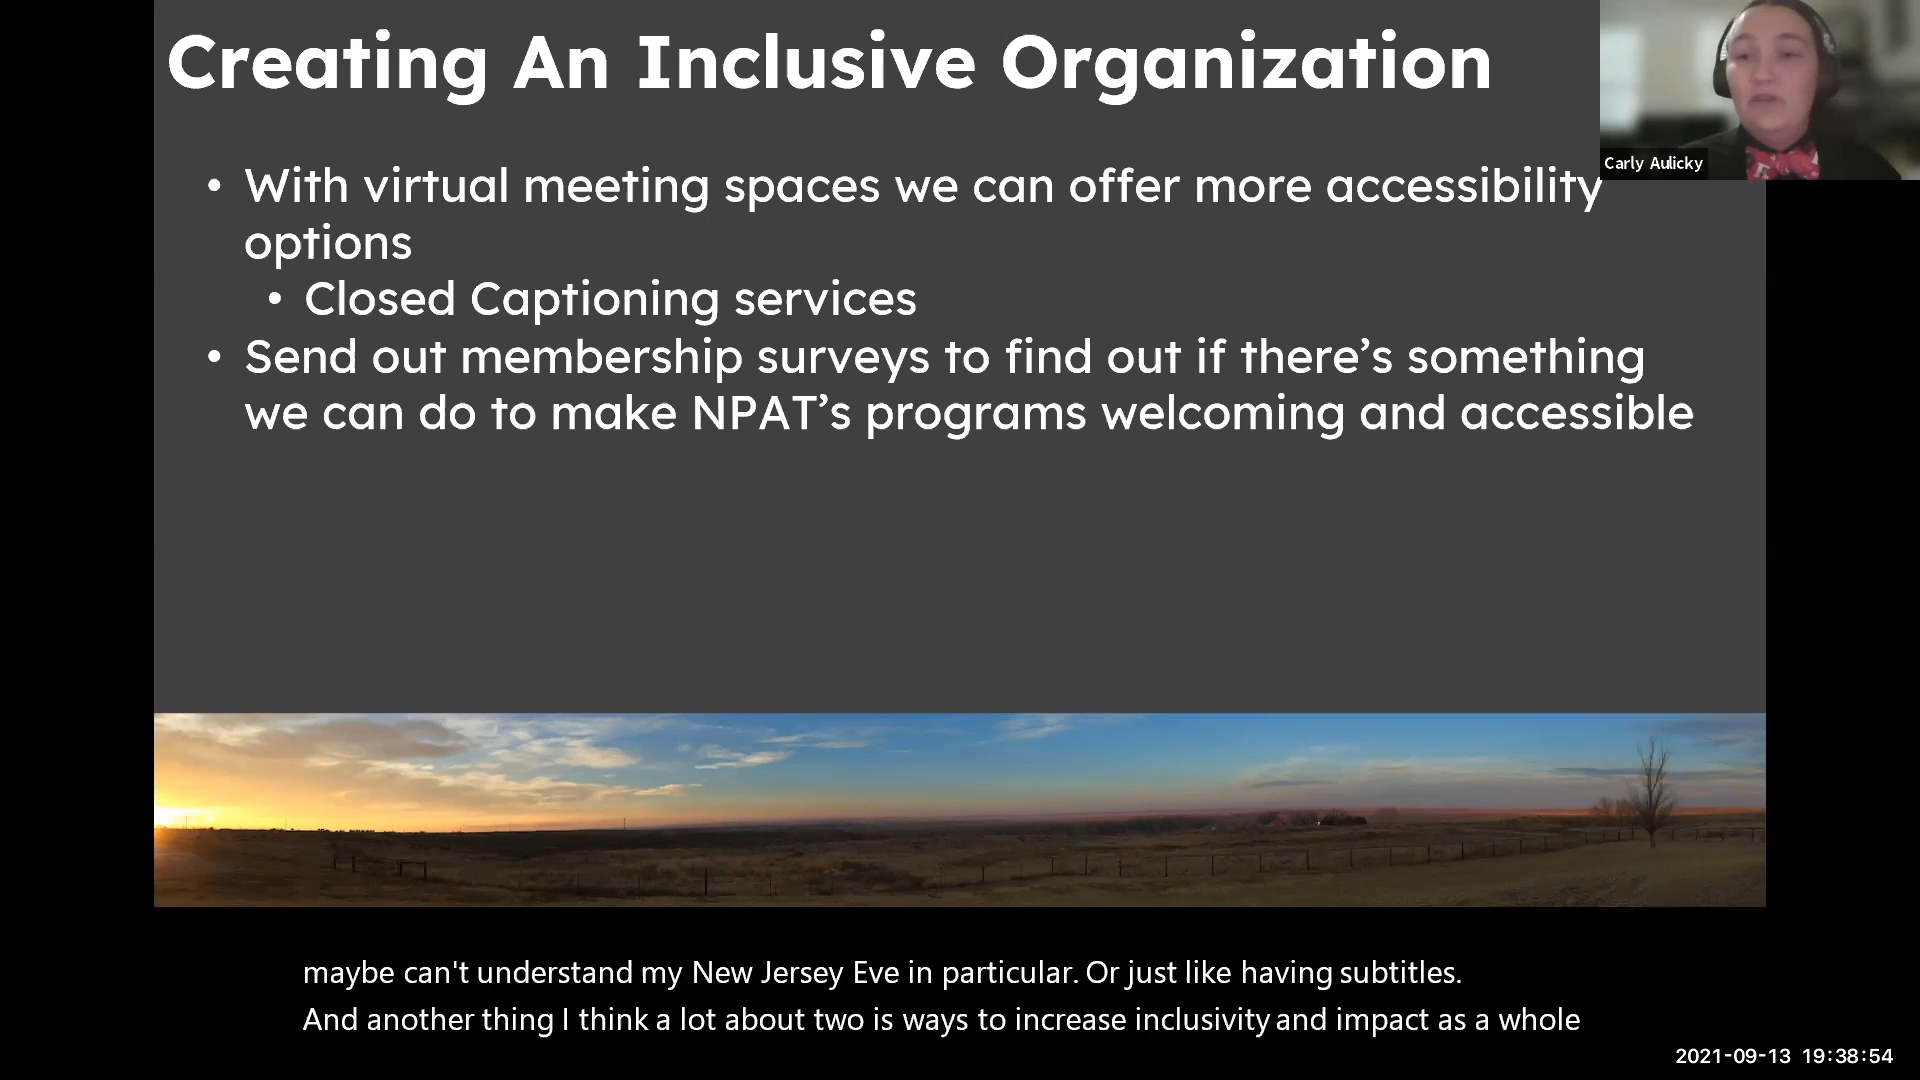 Creating An Inclusive Organization
Carly Aulicky
• With virtual meeting spaces we can offer more accessibility
options
• Closed Captioning services
• Send out membership surveys to find out if there’s something
we can do to make NPAT’s programs welcoming and accessible
maybe can't understand my New Jersey Eve in particular. Or just like having subtitles.
And another thing I think a lot about two is ways to increase inclusivity and impact as a whole
2021-09-13 19:38:54